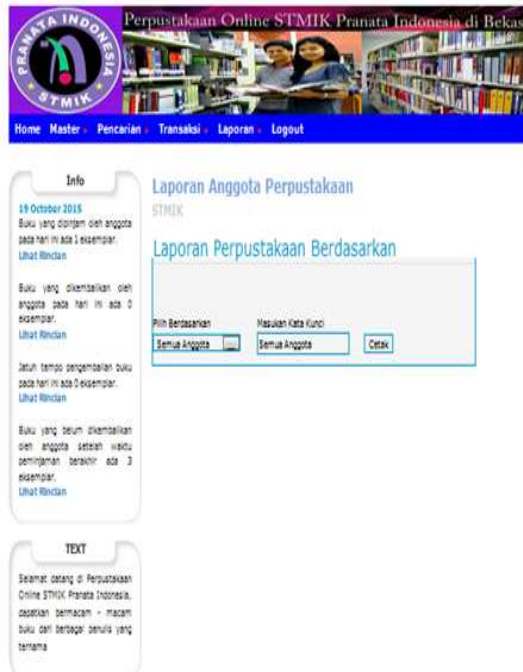 PRANATA INDONESIA
STMIK
Perpustakaan Online STMIK Pranata Indonesia di Bekas
Home Master Pencarian Transaksi Laporan Logout
Info
19 October 2015
Buku yang dipinjam oleh anggota
pada hari ini ada 1 eksemplar.
Lihat Rincian
Buku yang dikembalikan oleh
anggota pada hari ini ada 0
eksemplar.
Lihat Rincian
Jatuh tempo pengembalian buku
pada hari ini ada 0 eksemplar.
Lihat Rincian
Buku yang belum dikembalikan
oleh anggota setelah waktu
peminjaman berakhir ada 3
eksemplar.
Lihat Rincian
TEXT
Selamat datang di Perpustakaan
Online STMIK Pranata Indonesia,
dapatkan bermacam - macam
buku dari berbagai penulis yang
ternama
Laporan Anggota Perpustakaan
STMIK
Laporan Perpustakaan Berdasarkan
Pilih Berdasarkan Masukan Kata Kunci
Semua Anggota ... Semua Anggota Cetak